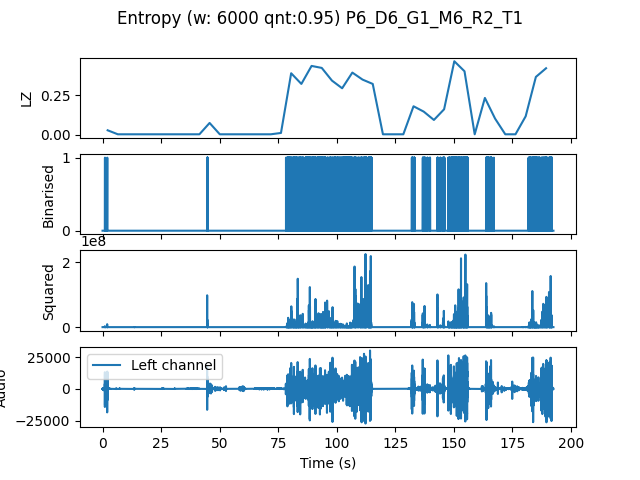 Entropy (w: 6000 qnt:0.95) P6_D6_G1_M6_R2_T1
LZ
0.25
0.00
Binarised
1
0
1e8
Squared
2
0
Audio
25000
0
−25000
Left channel
0 25 50 75 100 125 150 175 200
Time (s)